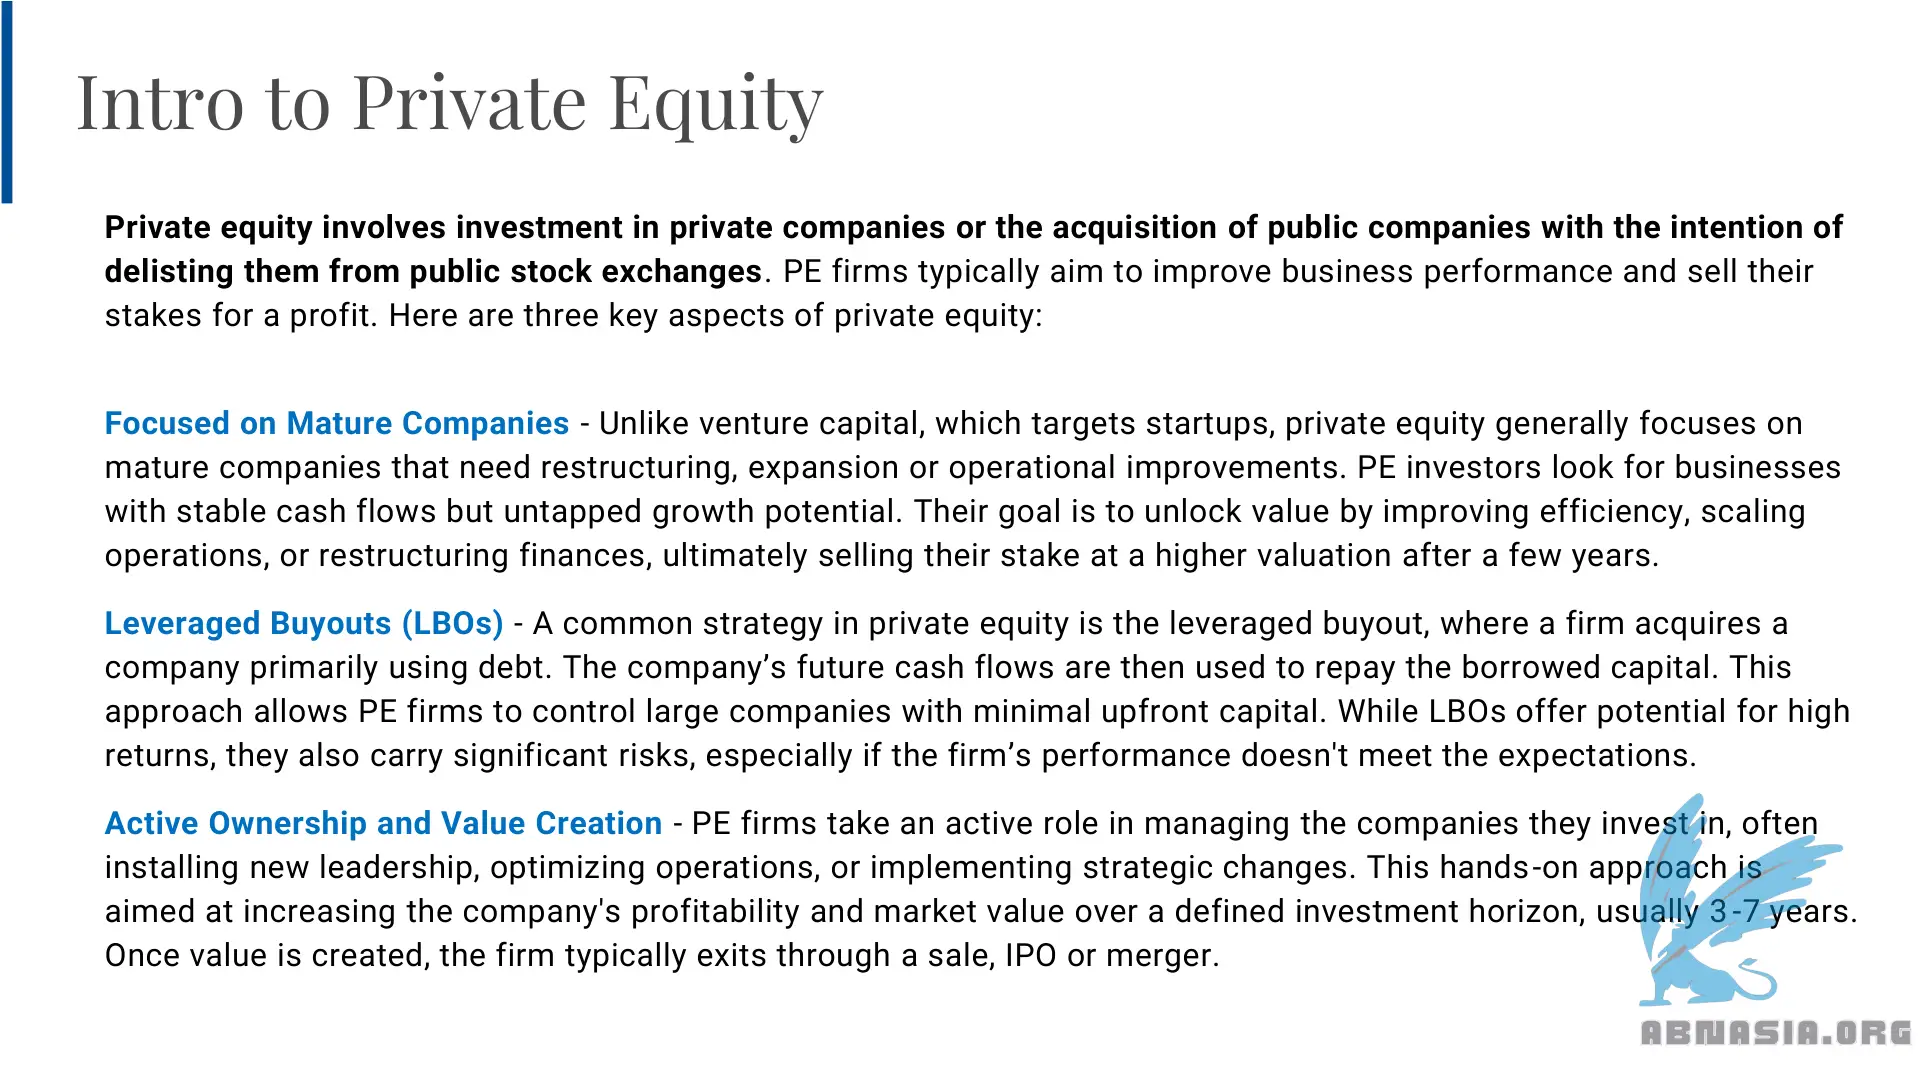 Intro to Private Equity
Private equity involves investment in private companies or the acquisition of public companies with the intention of
delisting them from public stock exchanges. PE firms typically aim to improve business performance and sell their
stakes for a profit. Here are three key aspects of private equity:
Focused on Mature Companies - Unlike venture capital, which targets startups, private equity generally focuses on
mature companies that need restructuring, expansion or operational improvements. PE investors look for businesses
with stable cash flows but untapped growth potential. Their goal is to unlock value by improving efficiency, scaling
operations, or restructuring finances, ultimately selling their stake at a higher valuation after a few years.
Leveraged Buyouts (LBOs) - A common strategy in private equity is the leveraged buyout, where a firm acquires a
company primarily using debt. The company’s future cash flows are then used to repay the borrowed capital. This
approach allows PE firms to control large companies with minimal upfront capital. While LBOs offer potential for high
returns, they also carry significant risks, especially if the firm’s performance doesn't meet the expectations.
Active Ownership and Value Creation - PE firms take an active role in managing the companies they invest in, often
installing new leadership, optimizing operations, or implementing strategic changes. This hands-on approach is
aimed at increasing the company's profitability and market value over a defined investment horizon, usually 3-7 years.
Once value is created, the firm typically exits through a sale, IPO or merger.
ABNASIA.ORG